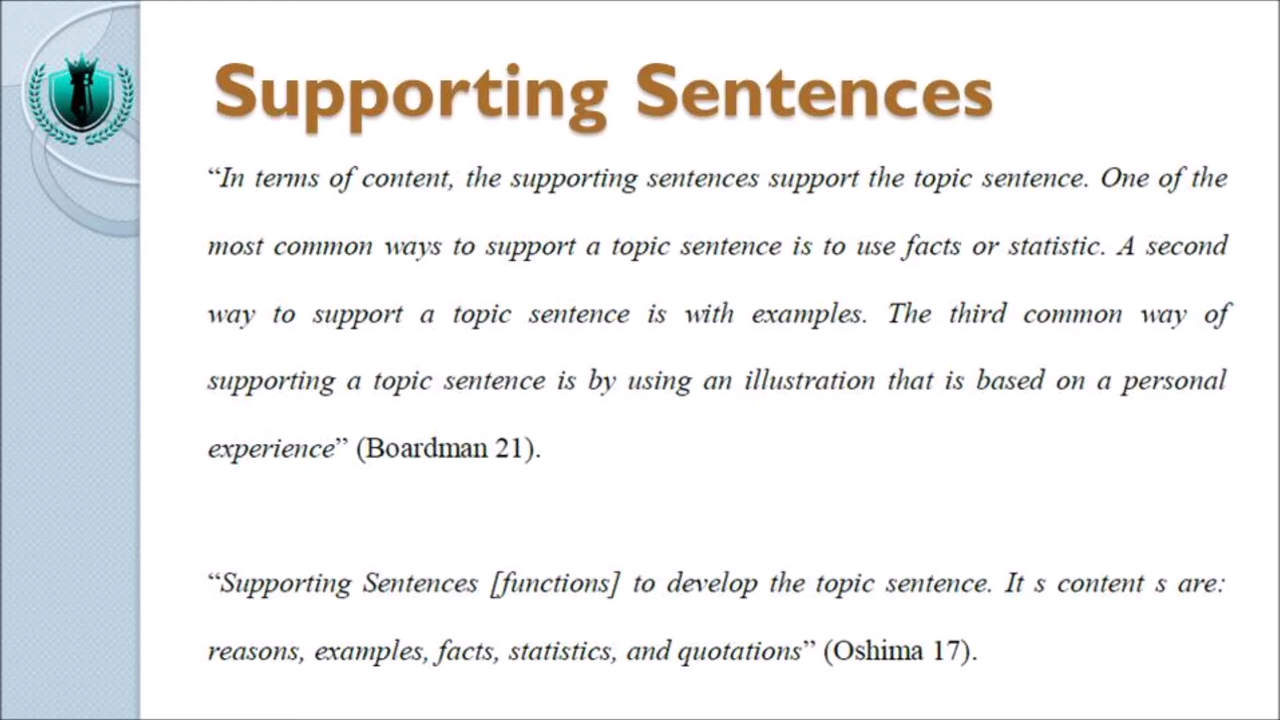 Supporting Sentences
“In terms of content, the supporting sentences support the topic sentence. One of the
most common ways to support a topic sentence is to use facts or statistic. A second
way to support a topic sentence is with examples. The third common way of
supporting a topic sentence is by using an illustration that is based on a personal
experience” (Boardman 21).
“Supporting Sentences [functions] to develop the topic sentence. It s content s are:
reasons, examples, facts, statistics, and quotations” (Oshima 17).